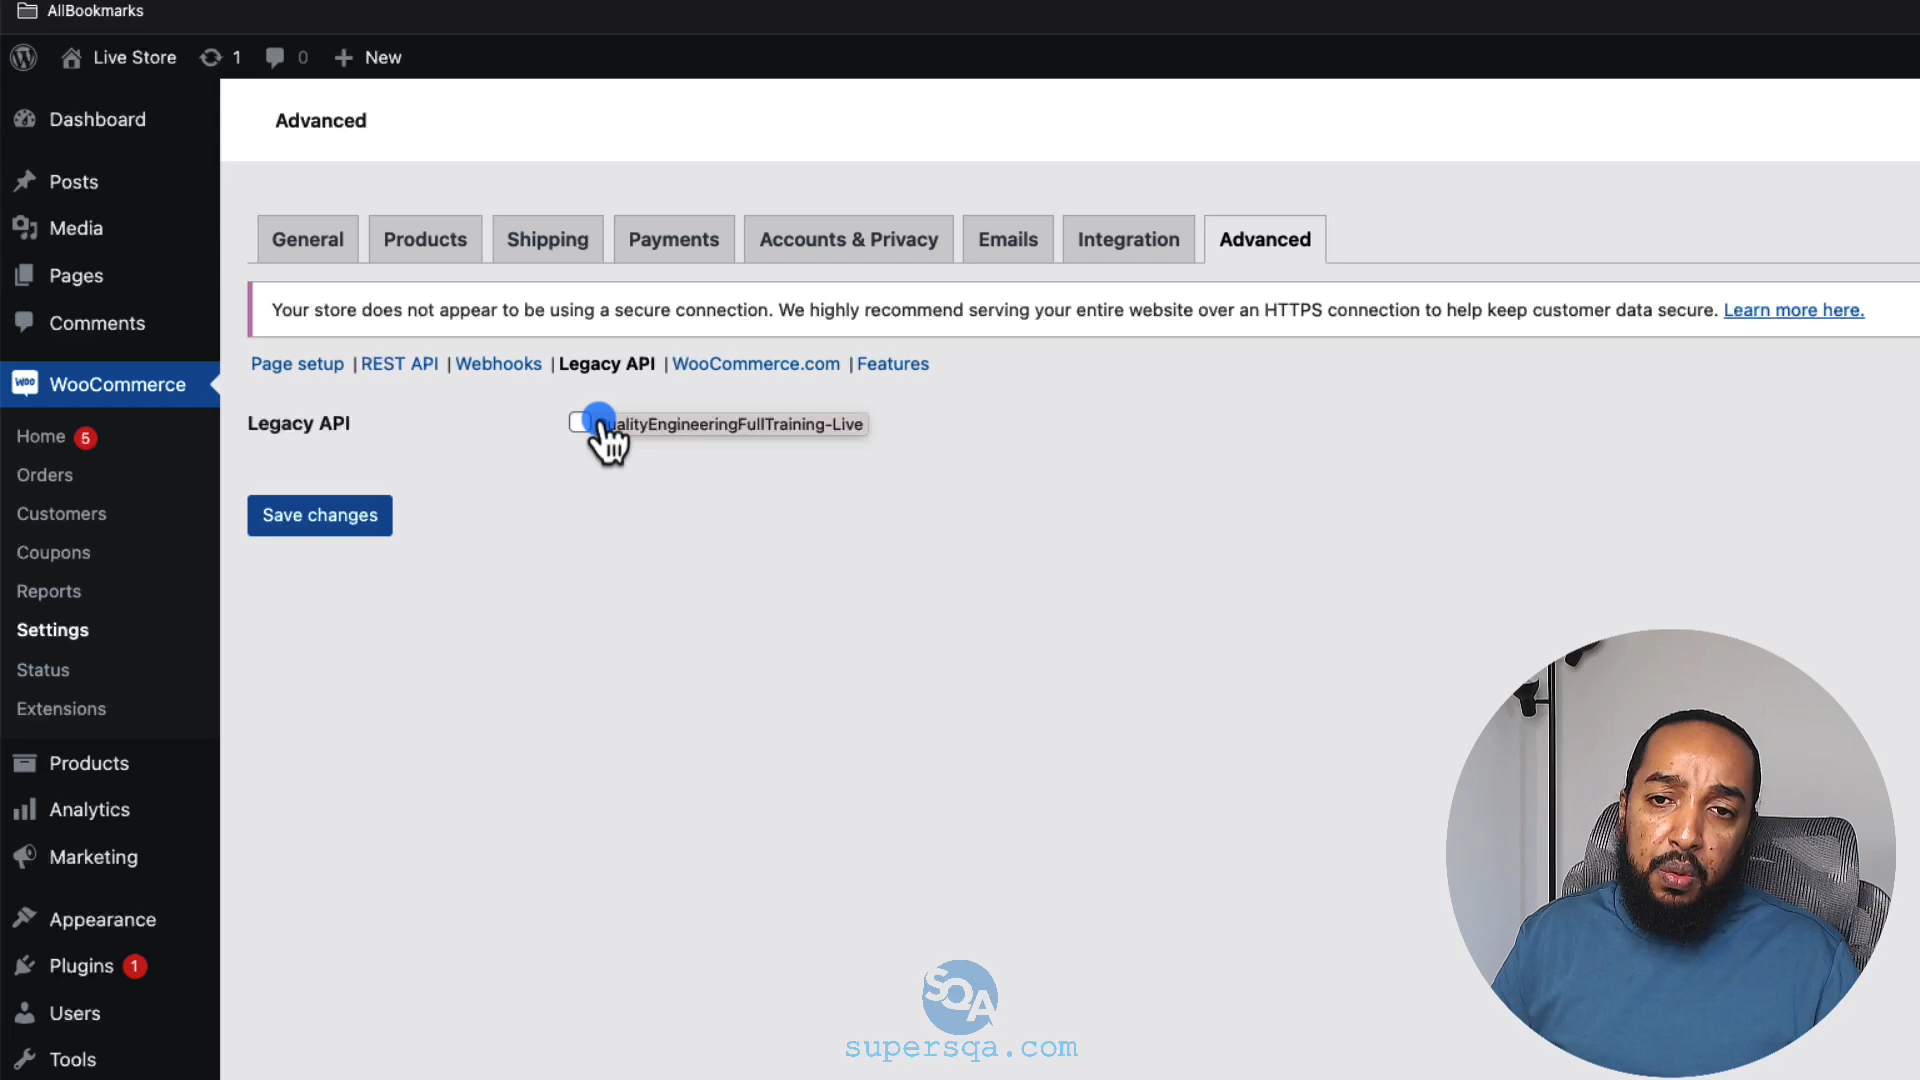 AllBookmarks
Live Store
1
0
New
Dashboard
Posts
Media
Pages
Comments
WooCommerce
Home 5
Orders
Customers
Coupons
Reports
Settings
Status
Extensions
Products
Analytics
Marketing
Appearance
Plugins 1
Users
Tools
Advanced
General Products Shipping Payments Accounts & Privacy Emails Integration Advanced
Your store does not appear to be using a secure connection. We highly recommend serving your entire website over an HTTPS connection to help keep customer data secure. Learn more here.
Page setup | REST API | Webhooks | Legacy API | WooCommerce.com | Features
Legacy API
ualityEngineeringFullTraining-Live
Save changes
SQA
supersqa.com